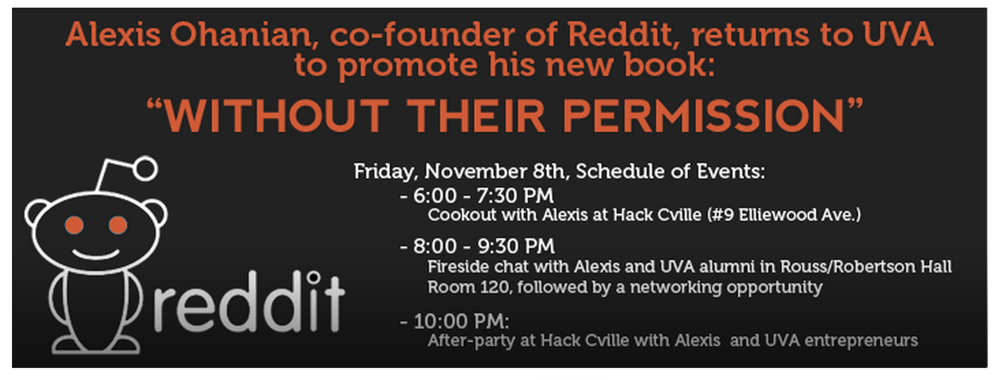 Alexis Ohanian, co-founder of Reddit, returns to UVA
to promote his new book:
“WITHOUT THEIR PERMISSION”
Friday, November 8th, Schedule of Events:
- 6:00 - 7:30 PM
Cookout with Alexis at Hack Cville (#9 Elliewood Ave.)
- 8:00 - 9:30 PM
Fireside chat with Alexis and UVA alumni in Rouss/Robertson Hall
Room 120, followed by a networking opportunity
- 10:00 PM:
After-party at Hack Cville with Alexis  and UVA entrepreneurs
reddit